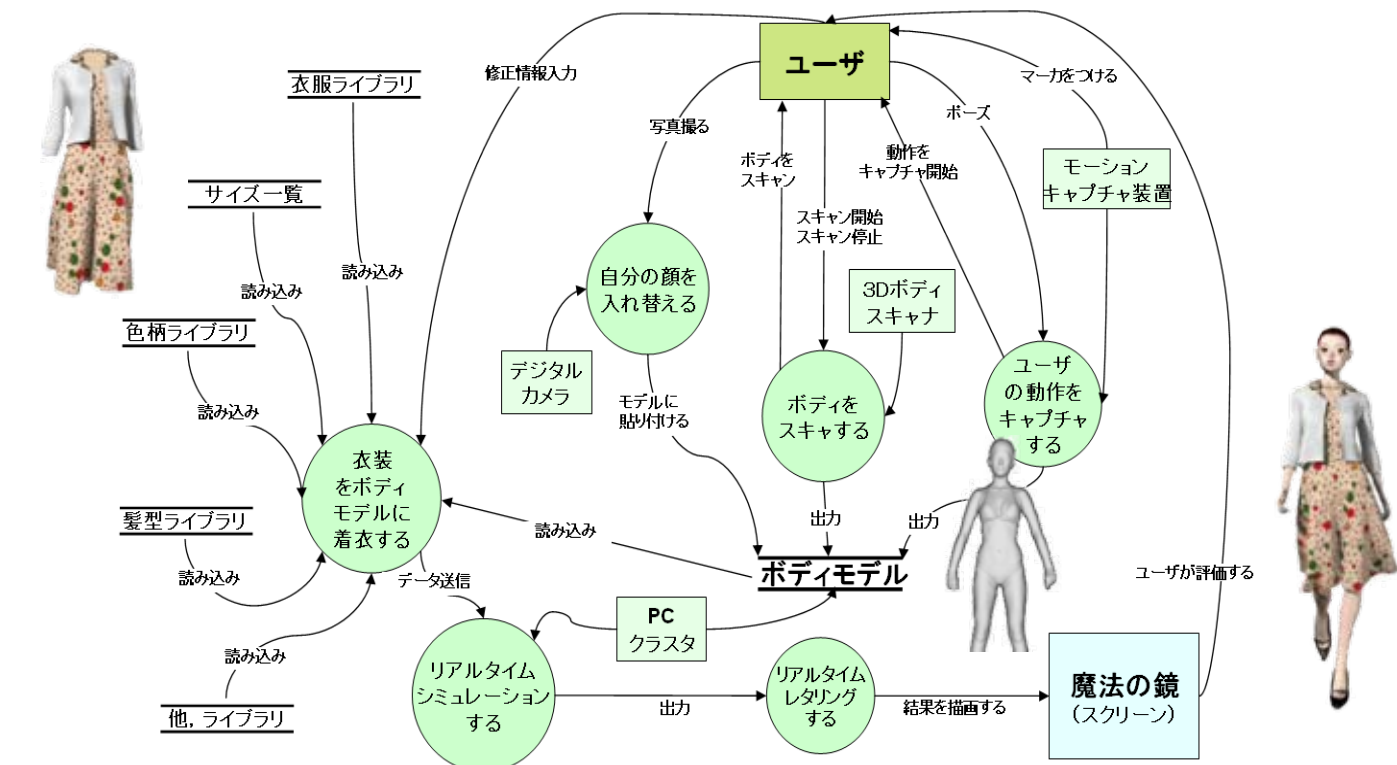 ユーザ
修正情報入力
マーカをつける
衣服ライブラリ
写真撮る
ポーズ
ボディを
スキャン
動作を
キャプチャ開始
モーション
キャプチャ装置
サイズ一覧
スキャン開始
スキャン停止
自分の顔を
入れ替える
読み込み
読み込み
3Dボディ
スキャナ
色柄ライブラリ
デジタル
カメラ
ユーザ
の動作を
キャプチャ
する
モデルに
貼り付ける
ボディを
スキャする
読み込み
衣装
をボディ
モデルに
着衣する
髪型ライブラリ
読み込み
出力
出力
読み込み
データ送信
ボディモデル
ユーザが評価する
PC
クラスタ
読み込み
リアルタイム
シミュレーション
する
リアルタイム
レタリング
する
魔法の鏡
（スクリーン）
出力
結果を描画する
他，ライブラリ